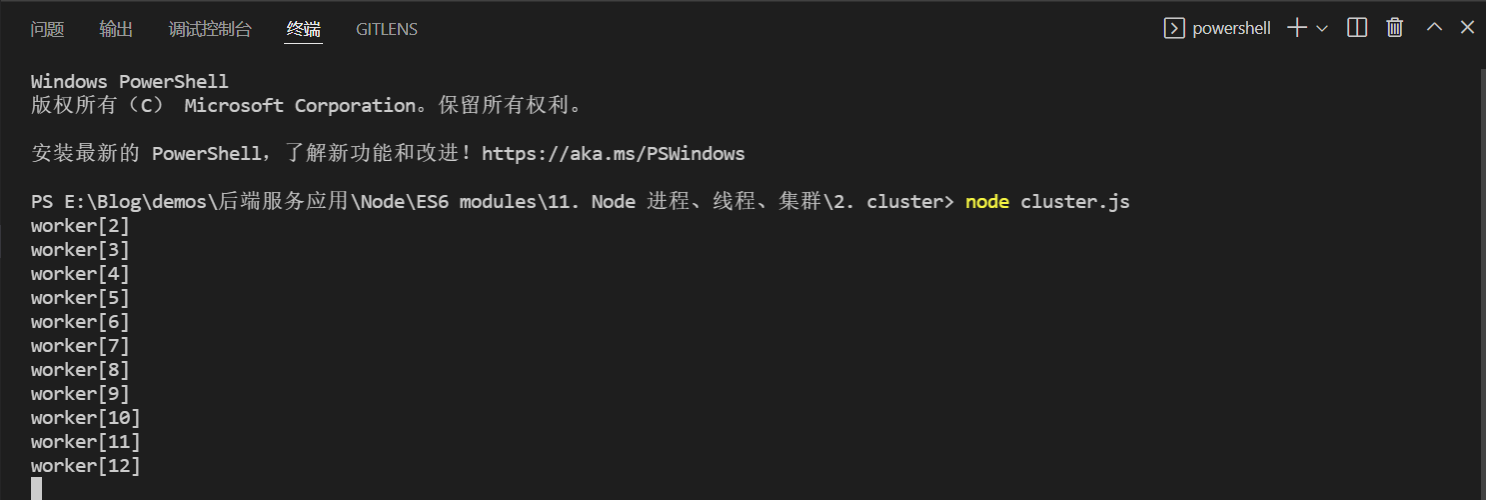 问题 输出 调试控制台 终端 GITLENS powershell
Windows PowerShell
版权所有（C） Microsoft Corporation。保留所有权利。
安装最新的 PowerShell，了解新功能和改进！https://aka.ms/PSWindows
PS E:\Blog\demos\后端服务应用\Node\ES6 modules\11. Node 进程、线程、集群\2. cluster> node cluster.js
worker[2]
worker[3]
worker[4]
worker[5]
worker[6]
worker[7]
worker[8]
worker[9]
worker[10]
worker[11]
worker[12]